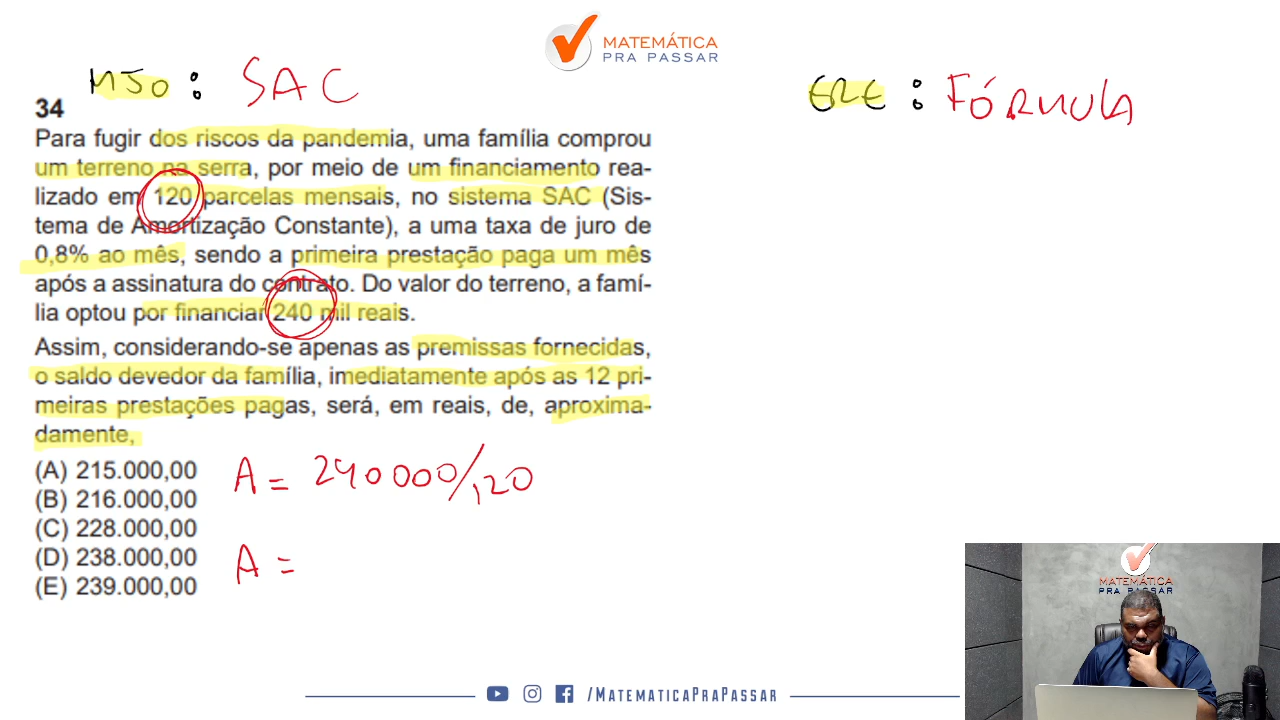 MATEMÁTICA
PRA PASSAR
MJO : SAC
ERE : FÓRMULA
34
Para fugir dos riscos da pandemia, uma família comprou
um terreno na serra, por meio de um financiamento rea-
lizado em 120 parcelas mensais, no sistema SAC (Sis-
tema de Amortização Constante), a uma taxa de juro de
0,8% ao mês, sendo a primeira prestação paga um mês
após a assinatura do contrato. Do valor do terreno, a famí-
lia optou por financiar 240 mil reais.
Assim, considerando-se apenas as premissas fornecidas,
o saldo devedor da família, imediatamente após as 12 pri-
meiras prestações pagas, será, em reais, de, aproxima-
damente,
(A) 215.000,00
(B) 216.000,00
(C) 228.000,00
(D) 238.000,00
(E) 239.000,00
A = 240000/120
A =
MATEMÁTICA
PRA PASSAR
/MATEMATICAPRAPASSAR